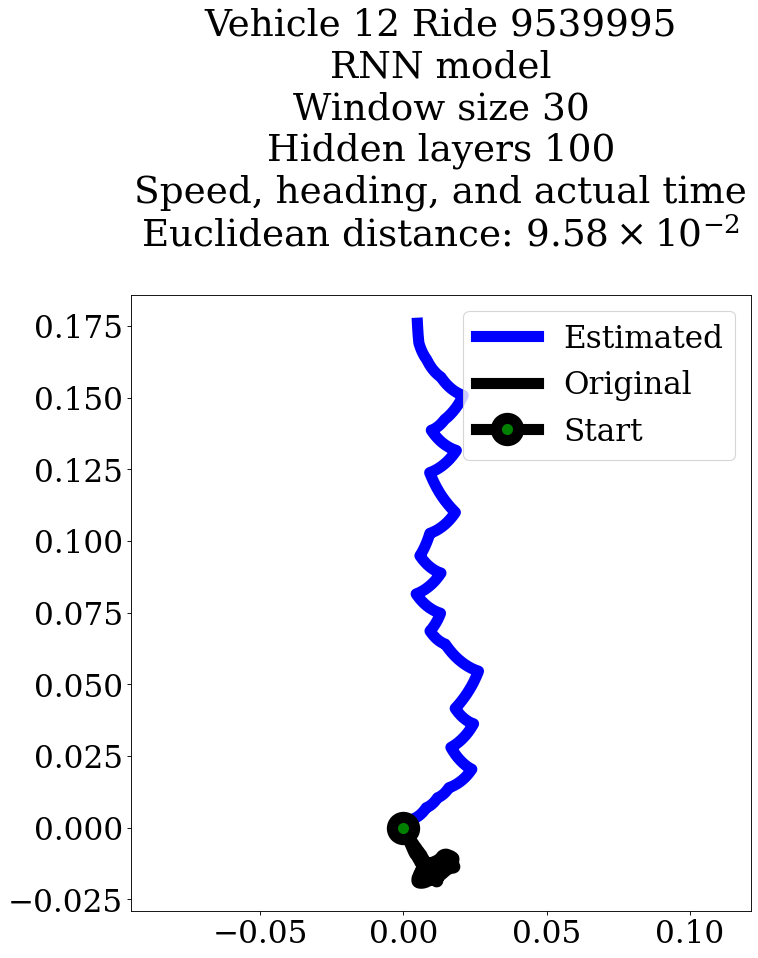 Vehicle 12 Ride 9539995
RNN model
Window size 30
Hidden layers 100
Speed, heading, and actual time
Euclidean distance: 9.58 × 10⁻²
Estimated
Original
Start
0.175
0.150
0.125
0.100
0.075
0.050
0.025
0.000
−0.025
−0.05 0.00 0.05 0.10